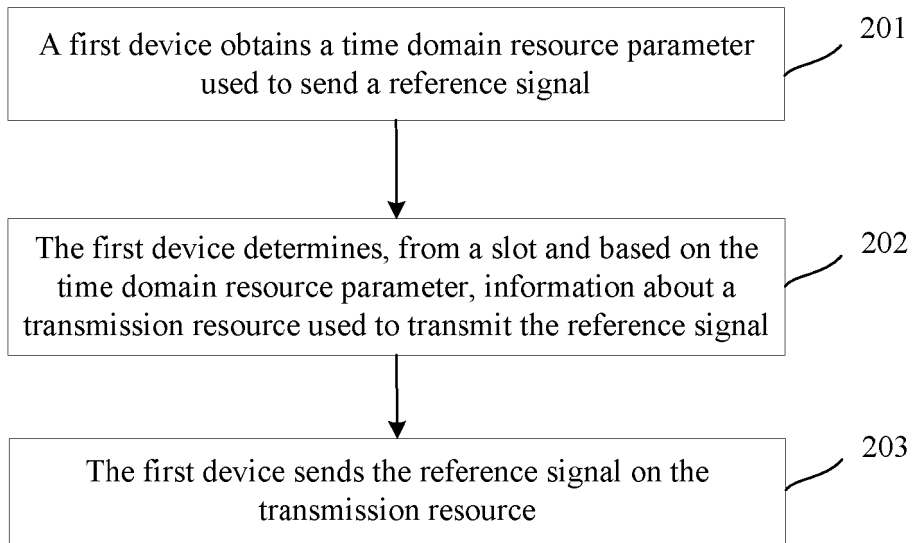 A first device obtains a time domain resource parameter
used to send a reference signal
201
The first device determines, from a slot and based on the
time domain resource parameter, information about a
transmission resource used to transmit the reference signal
202
The first device sends the reference signal on the
transmission resource
203